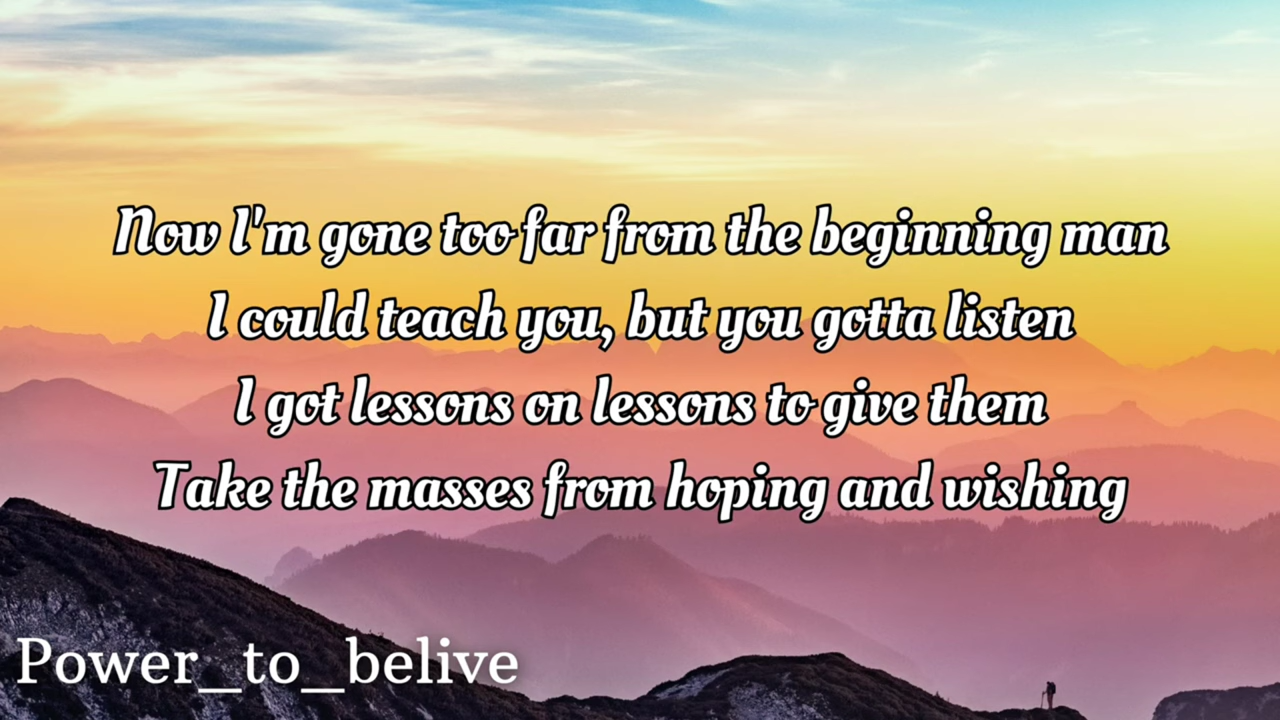 Now I'm gone too far from the beginning man
I could teach you, but you gotta listen
I got lessons on lessons to give them
Take the masses from hoping and wishing
Power_to_belive